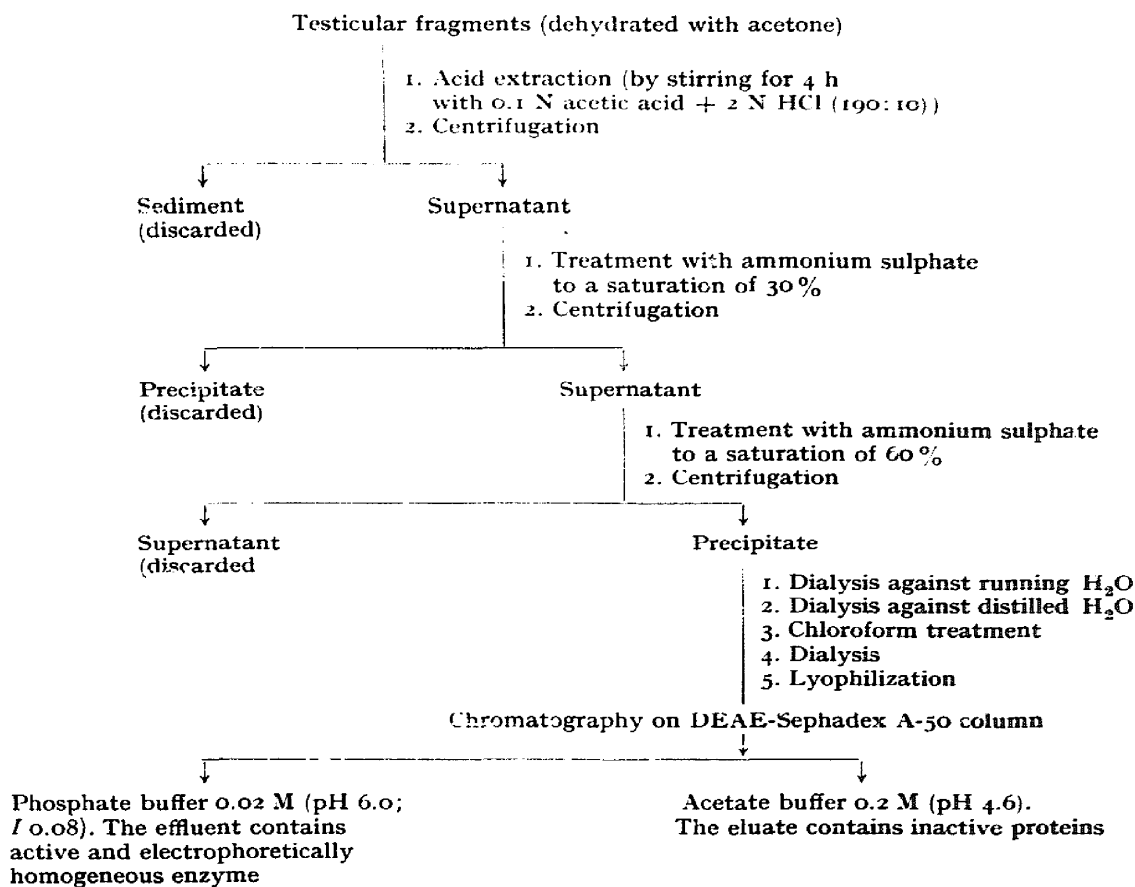 Testicular fragments (dehydrated with acetone)
1. Acid extraction (by stirring for 4 h
with 0.1 N acetic acid + 2 N HCl (190:10))
2. Centrifugation
Sediment
(discarded)
Supernatant
1. Treatment with ammonium sulphate
to a saturation of 30%
2. Centrifugation
Precipitate
(discarded)
Supernatant
1. Treatment with ammonium sulphate
to a saturation of 60%
2. Centrifugation
Supernatant
(discarded
Precipitate
1. Dialysis against running H₂O
2. Dialysis against distilled H₂O
3. Chloroform treatment
4. Dialysis
5. Lyophilization
Chromatography on DEAE-Sephadex A-50 column
Phosphate buffer 0.02 M (pH 6.0;
I 0.08). The effluent contains
active and electrophoretically
homogeneous enzyme
Acetate buffer 0.2 M (pH 4.6).
The eluate contains inactive proteins